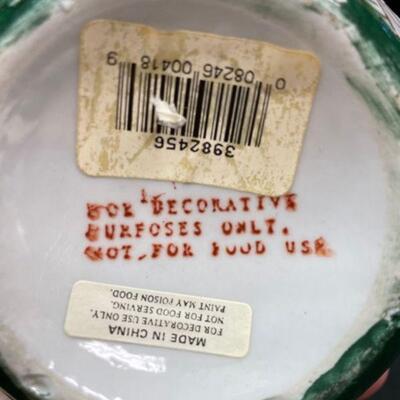 3982456
0 08246 00418 9
FOR DECORATIVE
PURPOSES ONLY.
NOT FOR FOOD USE
MADE IN CHINA
FOR DECORATIVE USE ONLY.
NOT FOR FOOD SERVING.
PAINT MAY POISON FOOD.